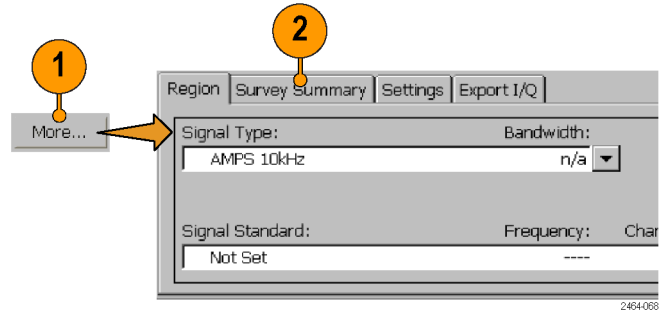 2
1
Region Survey Summary Settings Export I/Q
More...
Signal Type: Bandwidth:
AMPS 10kHz n/a
Signal Standard: Frequency: Char
Not Set ----
2464-068